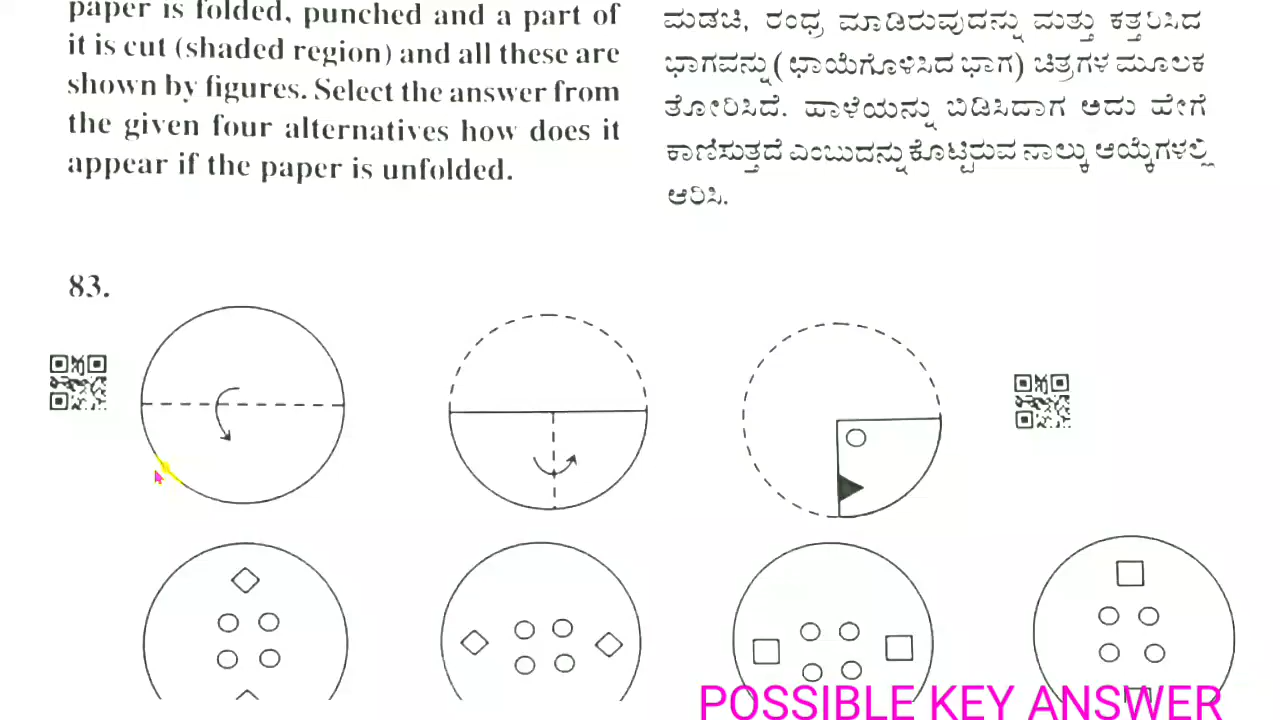 paper is folded, punched and a part of
it is cut (shaded region) and all these are
shown by figures. Select the answer from
the given four alternatives how does it
appear if the paper is unfolded.
ಮಡಚಿ, ರಂಧ್ರ ಮಾಡಿರುವುದನ್ನು ಮತ್ತು ಕತ್ತರಿಸಿದ
ಭಾಗವನ್ನು (ಛಾಯೆಗೊಳಿಸಿದ ಭಾಗ) ಚಿತ್ರಗಳ ಮೂಲಕ
ತೋರಿಸಿದೆ. ಹಾಳೆಯನ್ನು ಬಿಡಿಸಿದಾಗ ಅದು ಹೇಗೆ
ಕಾಣಿಸುತ್ತದೆ ಎಂಬುದನ್ನು ಕೊಟ್ಟಿರುವ ನಾಲ್ಕು ಆಯ್ಕೆಗಳಲ್ಲಿ
ಆರಿಸಿ.
83.
POSSIBLE KEY ANSWER